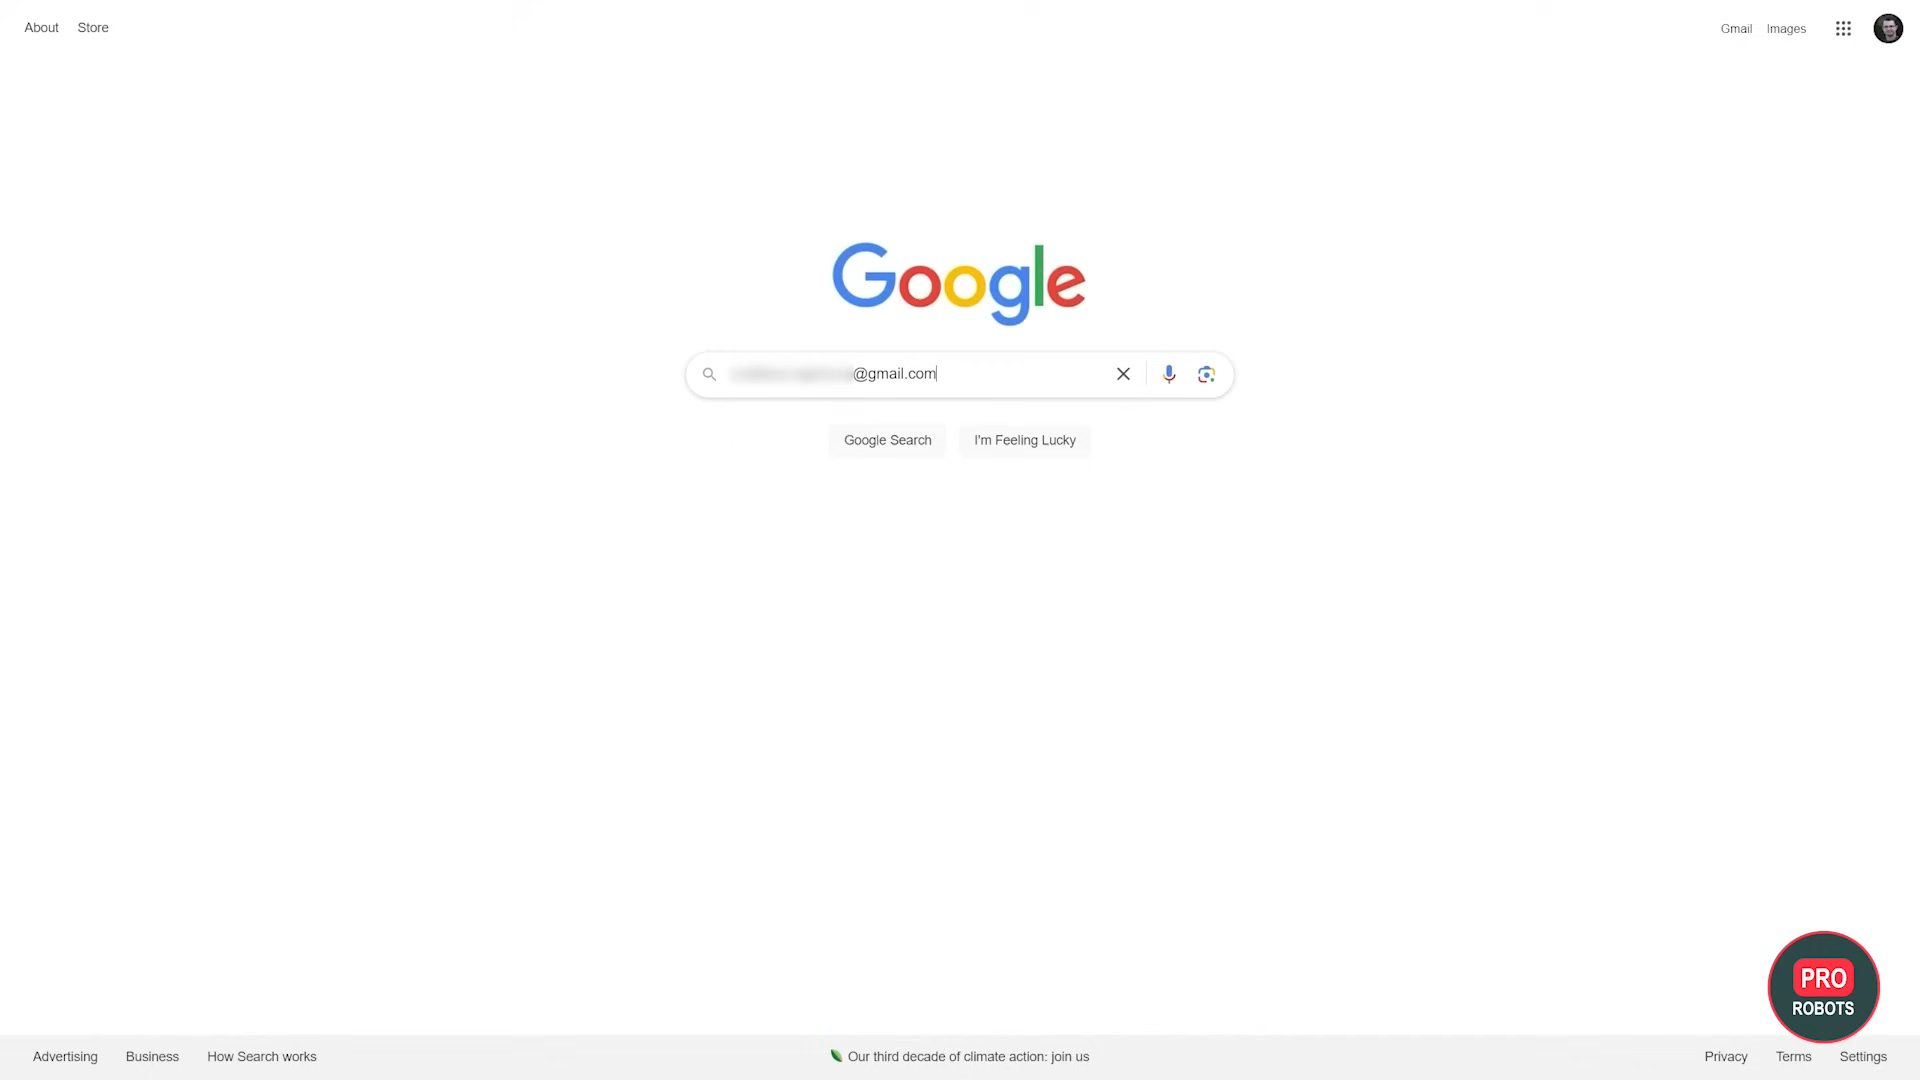 About Store
Gmail Images
Google
@gmail.com
Google Search I'm Feeling Lucky
PRO
ROBOTS
Advertising Business How Search works
Our third decade of climate action: join us
Privacy Terms Settings